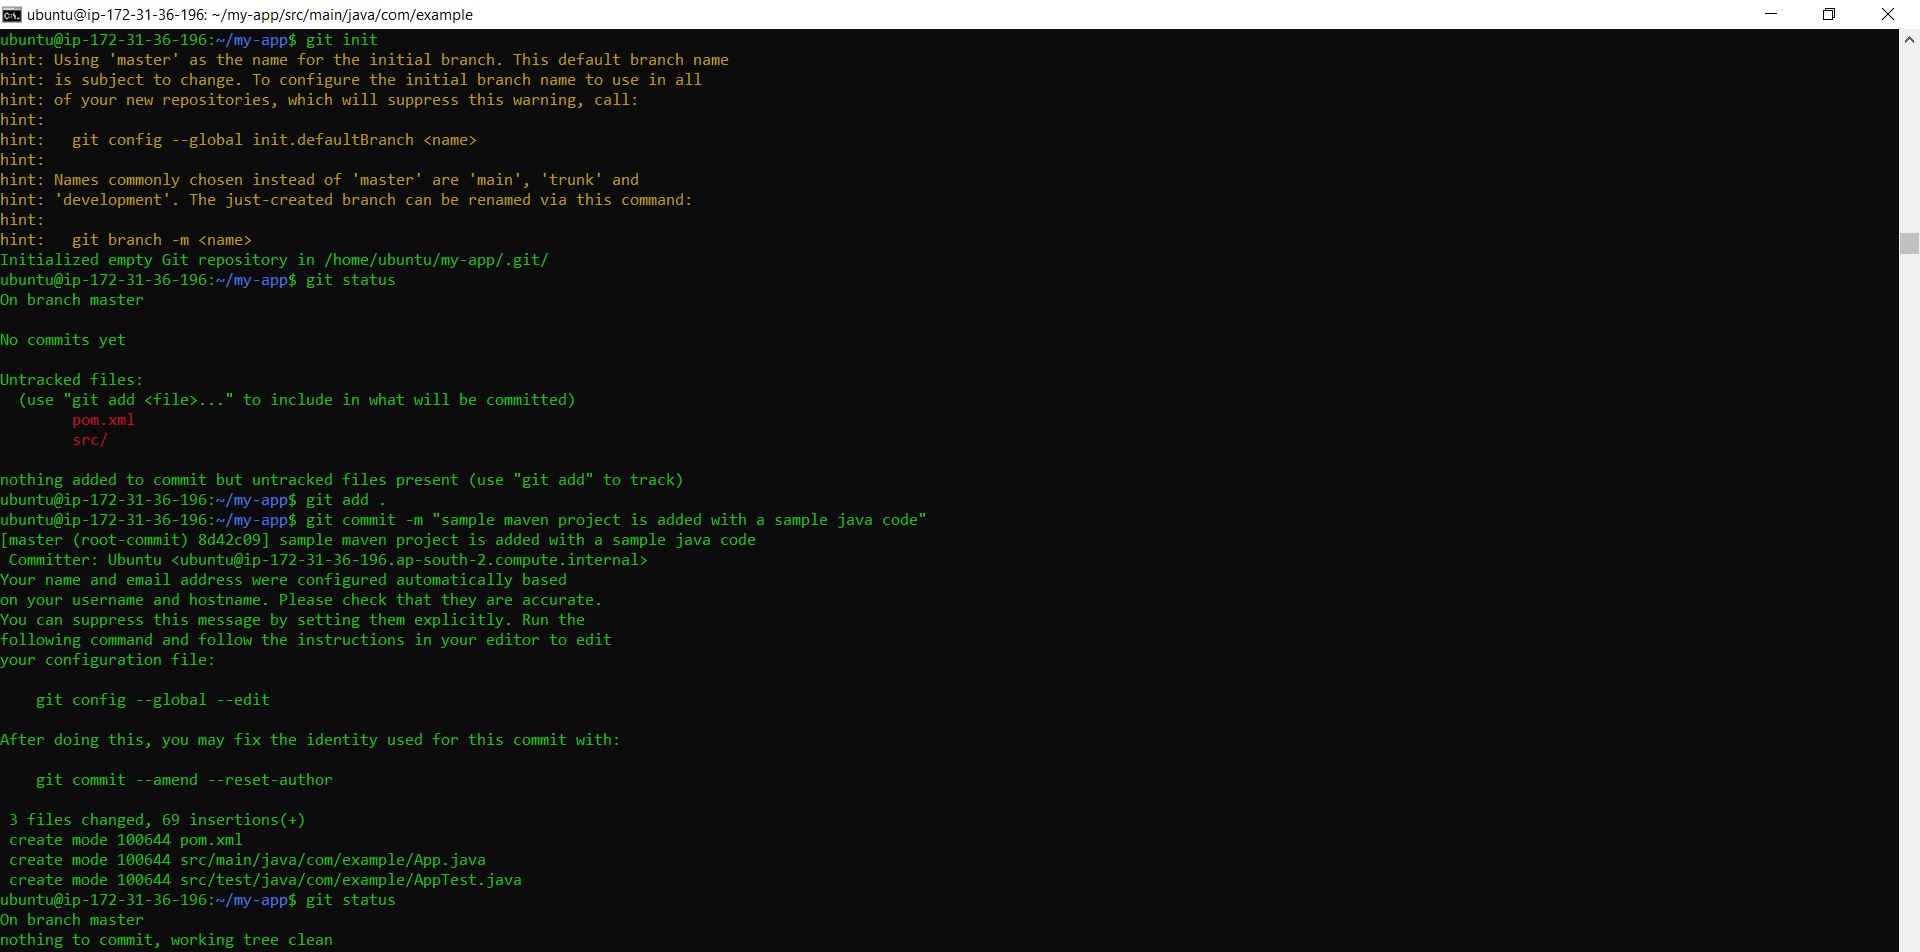 ubuntu@ip-172-31-36-196: ~/my-app/src/main/java/com/example
ubuntu@ip-172-31-36-196:~/my-app$ git init
hint: Using 'master' as the name for the initial branch. This default branch name
hint: is subject to change. To configure the initial branch name to use in all
hint: of your new repositories, which will suppress this warning, call:
hint:
hint:   git config --global init.defaultBranch <name>
hint:
hint: Names commonly chosen instead of 'master' are 'main', 'trunk' and
hint: 'development'. The just-created branch can be renamed via this command:
hint:
hint:   git branch -m <name>
Initialized empty Git repository in /home/ubuntu/my-app/.git/
ubuntu@ip-172-31-36-196:~/my-app$ git status
On branch master

No commits yet

Untracked files:
  (use "git add <file>..." to include in what will be committed)
        pom.xml
        src/

nothing added to commit but untracked files present (use "git add" to track)
ubuntu@ip-172-31-36-196:~/my-app$ git add .
ubuntu@ip-172-31-36-196:~/my-app$ git commit -m "sample maven project is added with a sample java code"
[master (root-commit) 8d42c09] sample maven project is added with a sample java code
 Committer: Ubuntu <ubuntu@ip-172-31-36-196.ap-south-2.compute.internal>
Your name and email address were configured automatically based
on your username and hostname. Please check that they are accurate.
You can suppress this message by setting them explicitly. Run the
following command and follow the instructions in your editor to edit
your configuration file:

    git config --global --edit

After doing this, you may fix the identity used for this commit with:

    git commit --amend --reset-author

 3 files changed, 69 insertions(+)
 create mode 100644 pom.xml
 create mode 100644 src/main/java/com/example/App.java
 create mode 100644 src/test/java/com/example/AppTest.java
ubuntu@ip-172-31-36-196:~/my-app$ git status
On branch master
nothing to commit, working tree clean